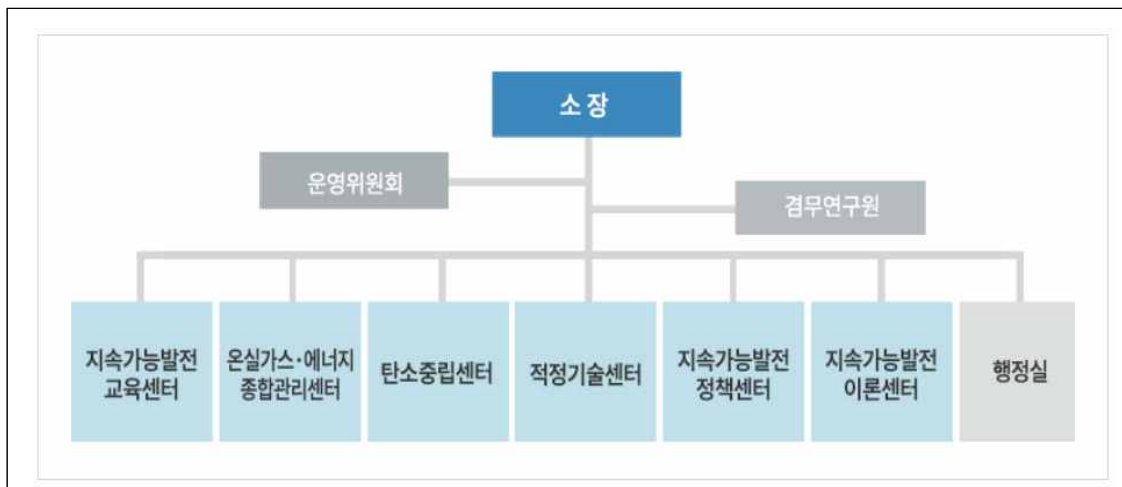 소 장
운영위원회
겸무연구원
지속가능발전
교육센터
온실가스·에너지
종합관리센터
탄소중립센터
적정기술센터
지속가능발전
정책센터
지속가능발전
이론센터
행정실